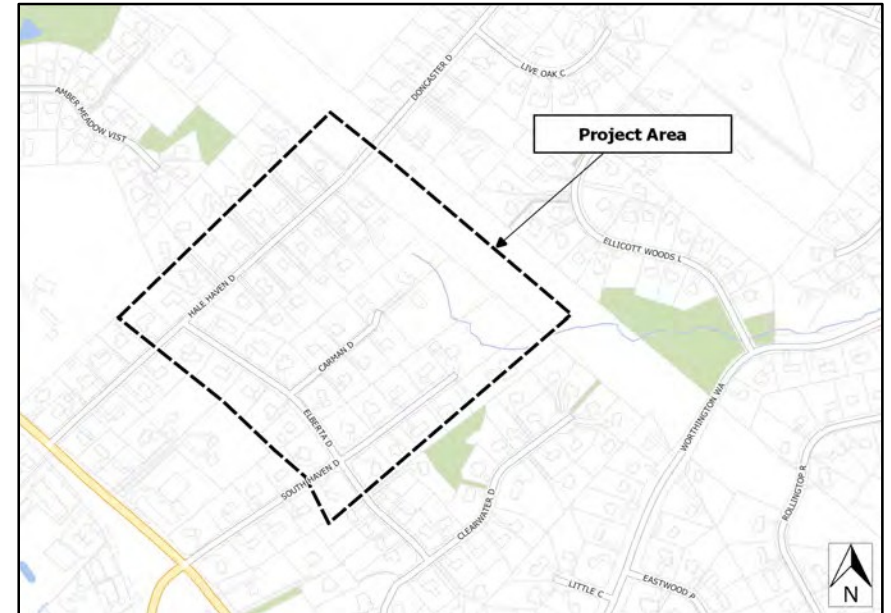 DONCASTER D
LIVE OAK C
AMBER MEADOW VIST
Project Area
ELLICOTT WOODS L
HALE HAVEN D
CARMAN D
ELBERTA D
WORTHINGTON WA
SOUTH HAVEN D
ROLLINGTOP R
CLEARWATER D
LITTLE C
EASTWOOD P
N